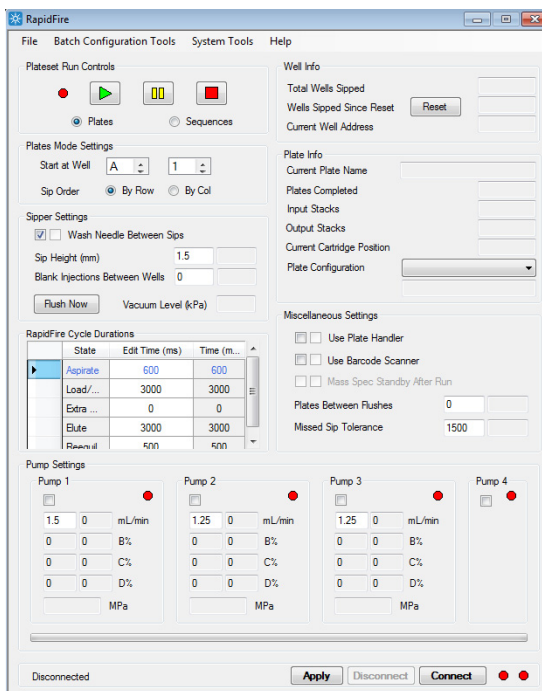 RapidFire
File Batch Configuration Tools System Tools Help
Plateset Run Controls
Plates Sequences
Plates Mode Settings
Start at Well A 1
Sip Order By Row By Col
Sipper Settings
Wash Needle Between Sips
Sip Height (mm) 1.5
Blank Injections Between Wells 0
Flush Now Vacuum Level (kPa)
RapidFire Cycle Durations
State Edit Time (ms) Time (m...
Aspirate 600 600
Load/... 3000 3000
Extra ... 0 0
Elute 3000 3000
Reequil 500 500
Well Info
Total Wells Sipped
Wells Sipped Since Reset Reset
Current Well Address
Plate Info
Current Plate Name
Plates Completed
Input Stacks
Output Stacks
Current Cartridge Position
Plate Configuration
Miscellaneous Settings
Use Plate Handler
Use Barcode Scanner
Mass Spec Standby After Run
Plates Between Flushes 0
Missed Sip Tolerance 1500
Pump Settings
Pump 1 Pump 2 Pump 3 Pump 4
1.5 0 mL/min 1.25 0 mL/min 1.25 0 mL/min
0 0 B% 0 0 B% 0 0 B%
0 0 C% 0 0 C% 0 0 C%
0 0 D% 0 0 D% 0 0 D%
MPa MPa MPa
Disconnected Apply Disconnect Connect